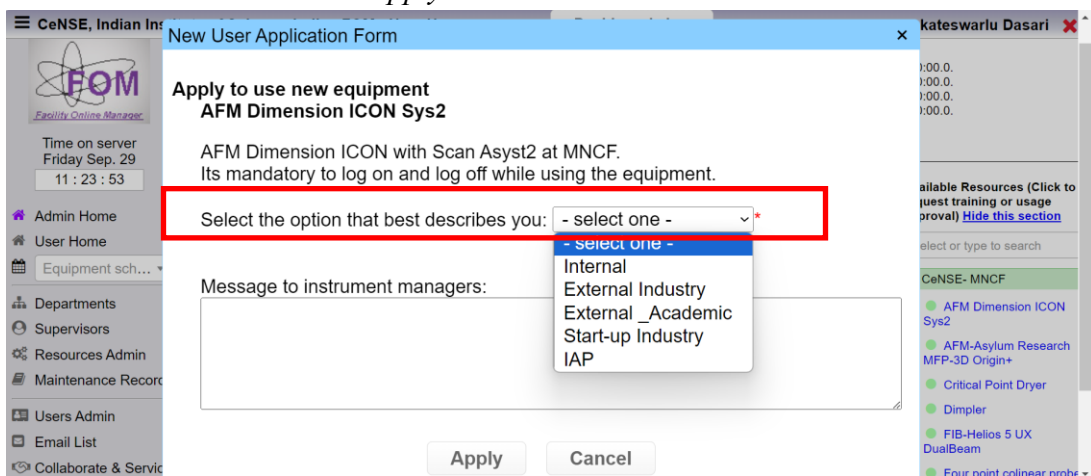 Apply
CeNSE, Indian Ins
kateswarlu Dasari
New User Application Form
×
FOM
Facility Online Manager
Time on server
Friday Sep. 29
11 : 23 : 53
Admin Home
User Home
Equipment sch...
Departments
Supervisors
Resources Admin
Maintenance Recor
Users Admin
Email List
Collaborate & Servic
Apply to use new equipment
AFM Dimension ICON Sys2
AFM Dimension ICON with Scan Asyst2 at MNCF.
Its mandatory to log on and log off while using the equipment.
Select the option that best describes you: - select one - *
- select one -
Internal
External Industry
External _Academic
Start-up Industry
IAP
Message to instrument managers:
Apply Cancel
:00.0.
:00.0.
:00.0.
:00.0.
ailable Resources (Click to
quest training or usage
proval) Hide this section
elect or type to search
CeNSE- MNCF
AFM Dimension ICON
Sys2
AFM-Asylum Research
MFP-3D Origin+
Critical Point Dryer
Dimpler
FIB-Helios 5 UX
DualBeam
Four point colinear probe